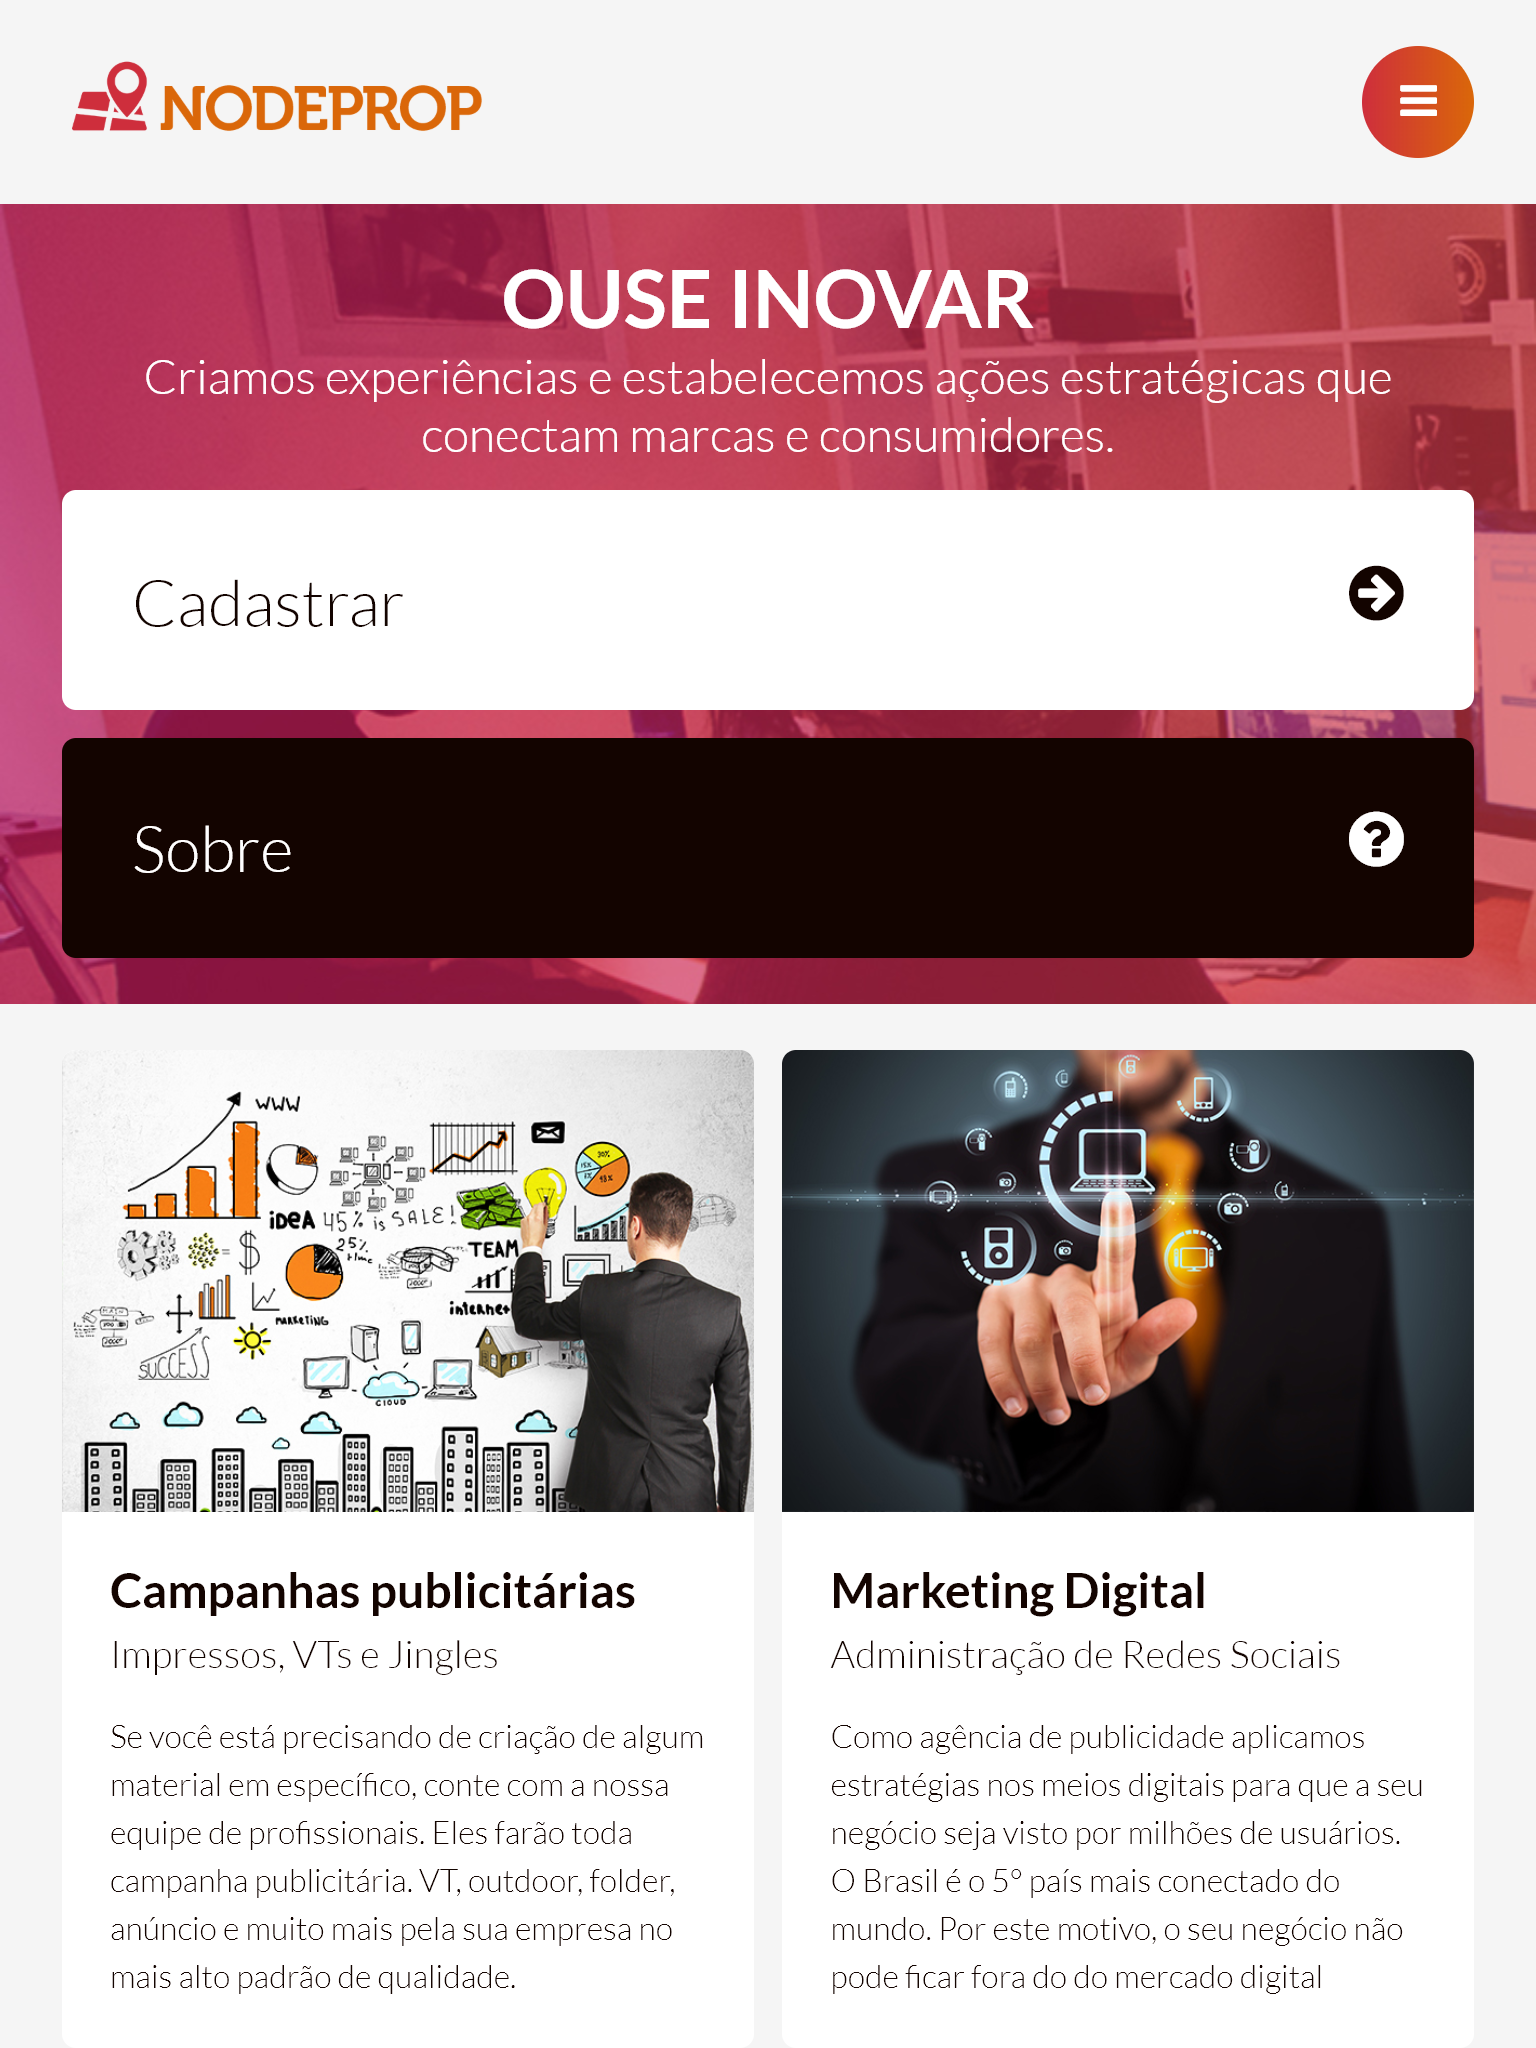 NODEPROP
OUSE INOVAR
Criamos experiências e estabelecemos ações estratégicas que
conectam marcas e consumidores.
Cadastrar
Sobre
WWW
30%
15%
18%
IDEA 45% is SALE!
25%
TEAM
internet
MARKETING
SUCCESS
CLOUD
Campanhas publicitárias
Impressos, VTs e Jingles
Se você está precisando de criação de algum
material em específico, conte com a nossa
equipe de profissionais. Eles farão toda
campanha publicitária. VT, outdoor, folder,
anúncio e muito mais pela sua empresa no
mais alto padrão de qualidade.
Marketing Digital
Administração de Redes Sociais
Como agência de publicidade aplicamos
estratégias nos meios digitais para que a seu
negócio seja visto por milhões de usuários.
O Brasil é o 5º país mais conectado do
mundo. Por este motivo, o seu negócio não
pode ficar fora do do mercado digital